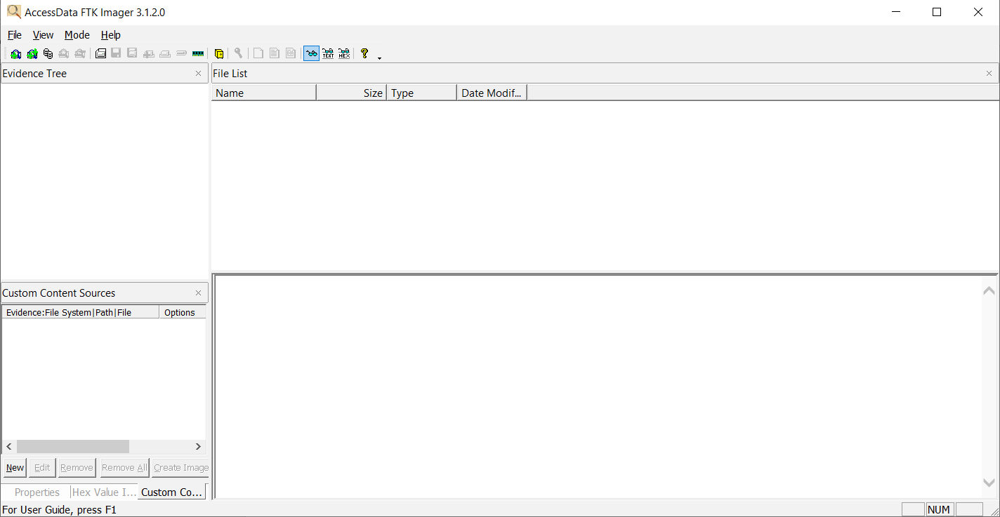 AccessData FTK Imager 3.1.2.0
File View Mode Help
TEXT HEX
Evidence Tree
File List
Name Size Type Date Modif...
Custom Content Sources
Evidence:File System|Path|File Options
New Edit Remove Remove All Create Image
Properties Hex Value I... Custom Co...
For User Guide, press F1
NUM